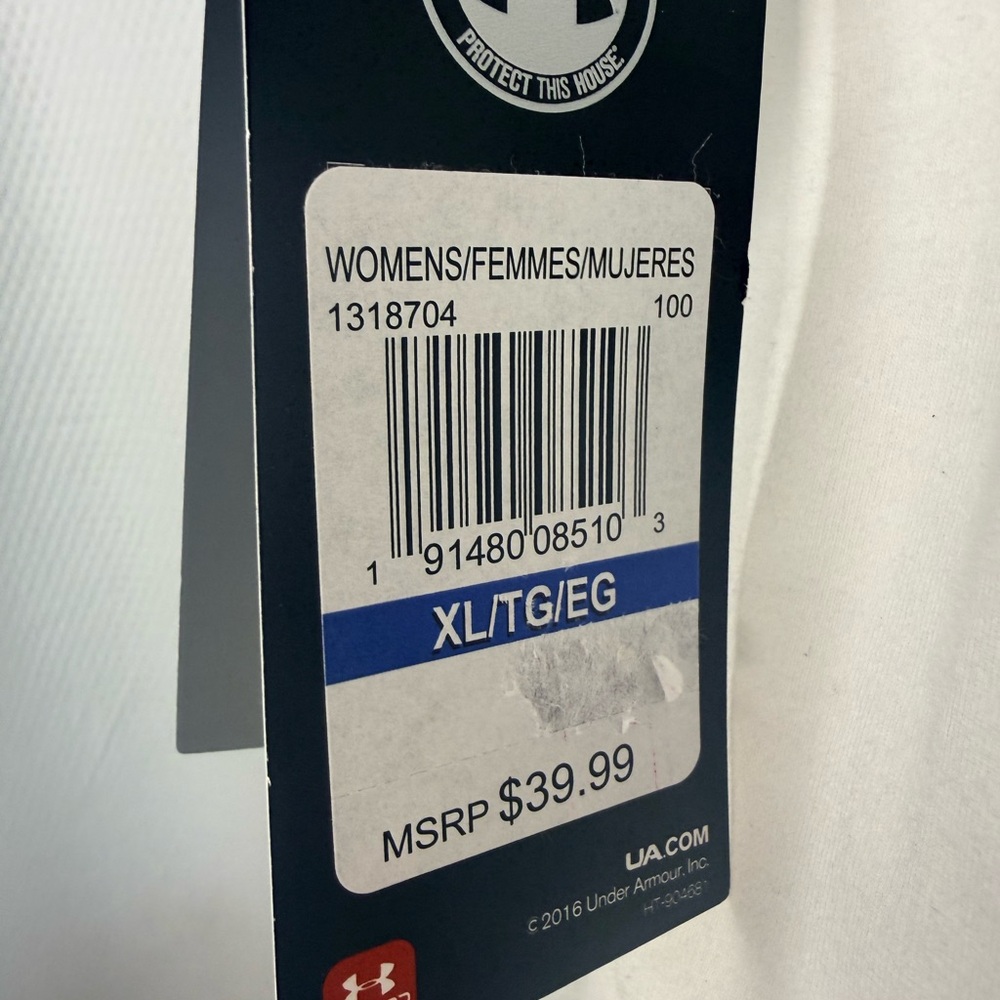 PROTECT THIS HOUSE
WOMENS/FEMMES/MUJERES
1318704 100
1 91480 08510 3
XL/TG/EG
MSRP $39.99
UA.COM
© 2016 Under Armour, Inc.